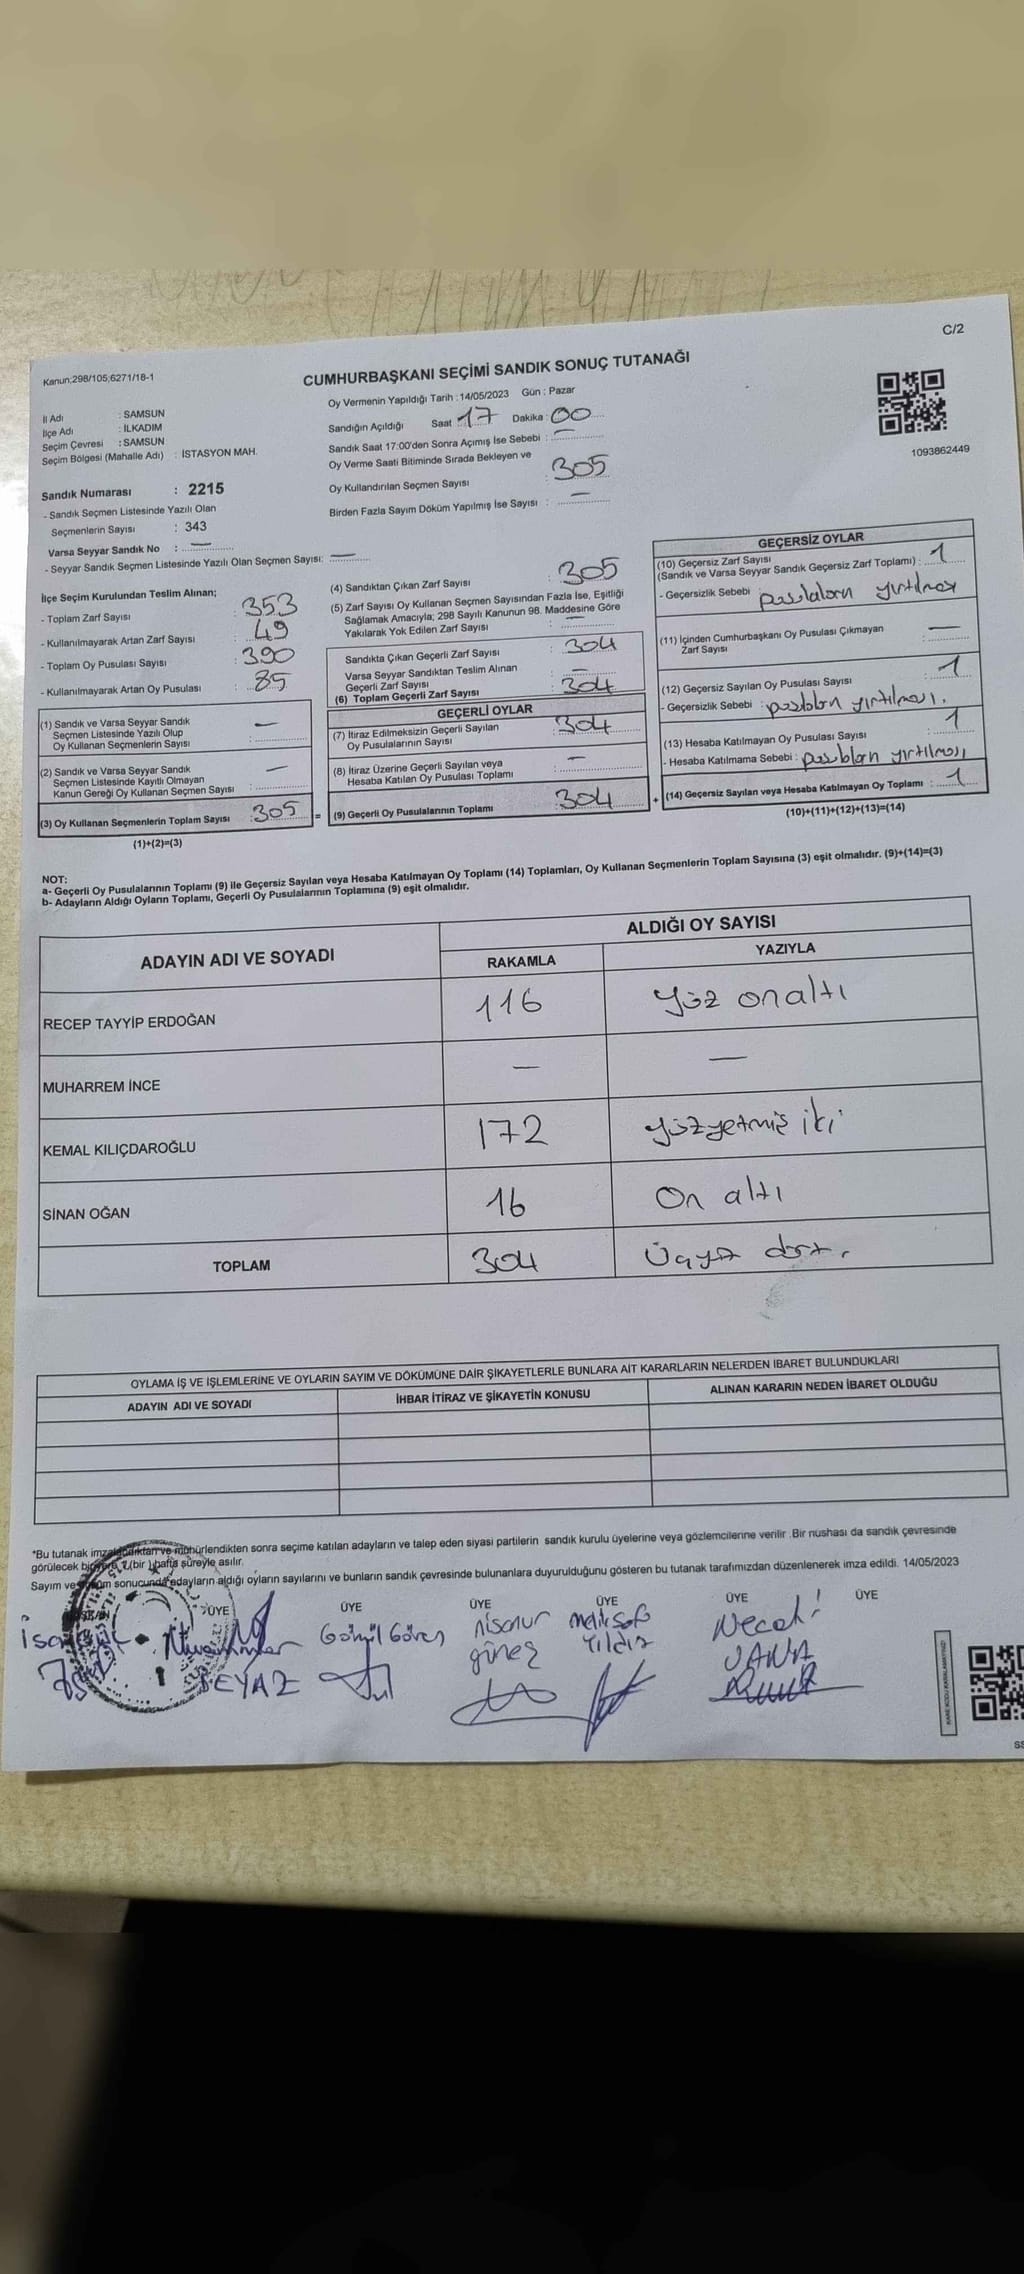 C/2
Kanun;298/105;6271/18-1
CUMHURBAŞKANI SEÇİMİ SANDIK SONUÇ TUTANAĞI
İl Adı : SAMSUN
İlçe Adı : İLKADIM
Seçim Çevresi : SAMSUN
Seçim Bölgesi (Mahalle Adı) : İSTASYON MAH.
Oy Vermenin Yapıldığı Tarih : 14/05/2023 Gün : Pazar
Sandığın Açıldığı Saat 17 Dakika : 00
Sandık Saat 17:00'den Sonra Açımış İse Sebebi : —
Oy Verme Saati Bitiminde Sırada Bekleyen ve
Oy Kullandırılan Seçmen Sayısı : 305
Birden Fazla Sayım Döküm Yapılmış İse Sayısı : —
1093862449
Sandık Numarası : 2215
- Sandık Seçmen Listesinde Yazılı Olan
Seçmenlerin Sayısı : 343
Varsa Seyyar Sandık No : —
- Seyyar Sandık Seçmen Listesinde Yazılı Olan Seçmen Sayısı: —
İlçe Seçim Kurulundan Teslim Alınan;
- Toplam Zarf Sayısı : 353
- Kullanılmayarak Artan Zarf Sayısı : 49
- Toplam Oy Pusulası Sayısı : 390
- Kullanılmayarak Artan Oy Pusulası : 85
(1) Sandık ve Varsa Seyyar Sandık
Seçmen Listesinde Yazılı Olup
Oy Kullanan Seçmenlerin Sayısı : —
(2) Sandık ve Varsa Seyyar Sandık
Seçmen Listesinde Kayıtlı Olmayan
Kanun Gereği Oy Kullanan Seçmen Sayısı : —
(3) Oy Kullanan Seçmenlerin Toplam Sayısı : 305 =
(1)+(2)=(3)
(4) Sandıktan Çıkan Zarf Sayısı : 305
(5) Zarf Sayısı Oy Kullanan Seçmen Sayısından Fazla İse, Eşitliği
Sağlamak Amacıyla; 298 Sayılı Kanunun 98. Maddesine Göre
Yakılarak Yok Edilen Zarf Sayısı : —
Sandıkta Çıkan Geçerli Zarf Sayısı : 304
Varsa Seyyar Sandıktan Teslim Alınan
Geçerli Zarf Sayısı : —
(6) Toplam Geçerli Zarf Sayısı : 304
GEÇERLİ OYLAR
(7) İtiraz Edilmeksizin Geçerli Sayılan
Oy Pusulalarının Sayısı : 304
(8) İtiraz Üzerine Geçerli Sayılan veya
Hesaba Katılan Oy Pusulası Toplamı : —
(9) Geçerli Oy Pusulalarının Toplamı : 304 +
GEÇERSİZ OYLAR
(10) Geçersiz Zarf Sayısı
(Sandık ve Varsa Seyyar Sandık Geçersiz Zarf Toplamı) : 1
- Geçersizlik Sebebi : pusulaların yırtılması
(11) İçinden Cumhurbaşkanı Oy Pusulası Çıkmayan
Zarf Sayısı : —
(12) Geçersiz Sayılan Oy Pusulası Sayısı : 1
- Geçersizlik Sebebi : yırtılması.
(13) Hesaba Katılmayan Oy Pusulası Sayısı : 1
- Hesaba Katılmama Sebebi : yırtılması
(14) Geçersiz Sayılan veya Hesaba Katılmayan Oy Toplamı : 1
(10)+(11)+(12)+(13)=(14)
NOT:
a- Geçerli Oy Pusulalarının Toplamı (9) ile Geçersiz Sayılan veya Hesaba Katılmayan Oy Toplamı (14) Toplamları, Oy Kullanan Seçmenlerin Toplam Sayısına (3) eşit olmalıdır. (9)+(14)=(3)
b- Adayların Aldığı Oyların Toplamı, Geçerli Oy Pusulalarının Toplamına (9) eşit olmalıdır.
ADAYIN ADI VE SOYADI
ALDIĞI OY SAYISI
RAKAMLA YAZIYLA
RECEP TAYYİP ERDOĞAN 116 yüz onaltı
MUHARREM İNCE — —
KEMAL KILIÇDAROĞLU 172 yüzyetmiş iki
SİNAN OĞAN 16 On altı
TOPLAM 304 Üçyüz dört.
OYLAMA İŞ VE İŞLEMLERİNE VE OYLARIN SAYIM VE DÖKÜMÜNE DAİR ŞİKAYETLERLE BUNLARA AİT KARARLARIN NELERDEN İBARET BULUNDUKLARI
ADAYIN ADI VE SOYADI İHBAR İTİRAZ VE ŞİKAYETİN KONUSU ALINAN KARARIN NEDEN İBARET OLDUĞU
*Bu tutanak imzalandıktan ve mühürlendikten sonra seçime katılan adayların ve talep eden siyasi partilerin sandık kurulu üyelerine veya gözlemcilerine verilir .Bir nüshası da sandık çevresinde
görülecek bir yere 1 (bir ) hafta süreyle asılır.
Sayım ve döküm sonucunda adayların aldığı oyların sayılarını ve bunların sandık çevresinde bulunanlara duyurulduğunu gösteren bu tutanak tarafımızdan düzenlenerek imza edildi. 14/05/2023
ÜYE ÜYE ÜYE ÜYE ÜYE ÜYE
BEYAZ
Gönül Gören
nisanur güneş
Melik Yıldız
Necati
KARE KODU KARALAMAYINIZ!